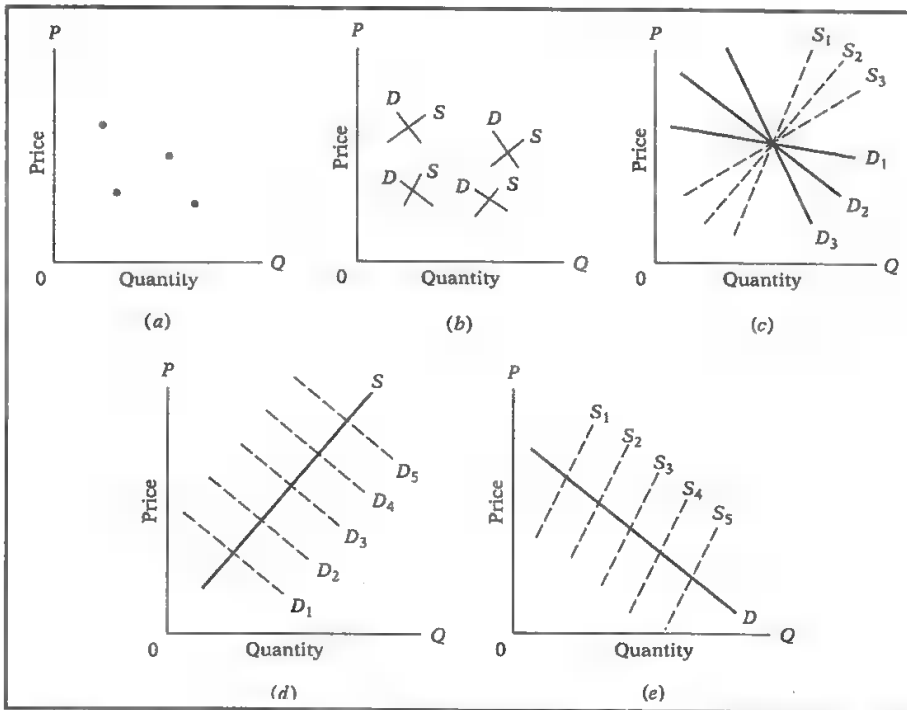 P
Price
0
Quantity
Q
(a)
P
D
S
D
S
D
S
D
S
Price
0
Quantity
Q
(b)
P
S1
S2
S3
Price
D1
D2
D3
0
Quantity
Q
(c)
P
S
Price
D5
D4
D3
D2
D1
0
Quantity
Q
(d)
P
S1
S2
S3
S4
S5
Price
D
0
Quantity
Q
(e)